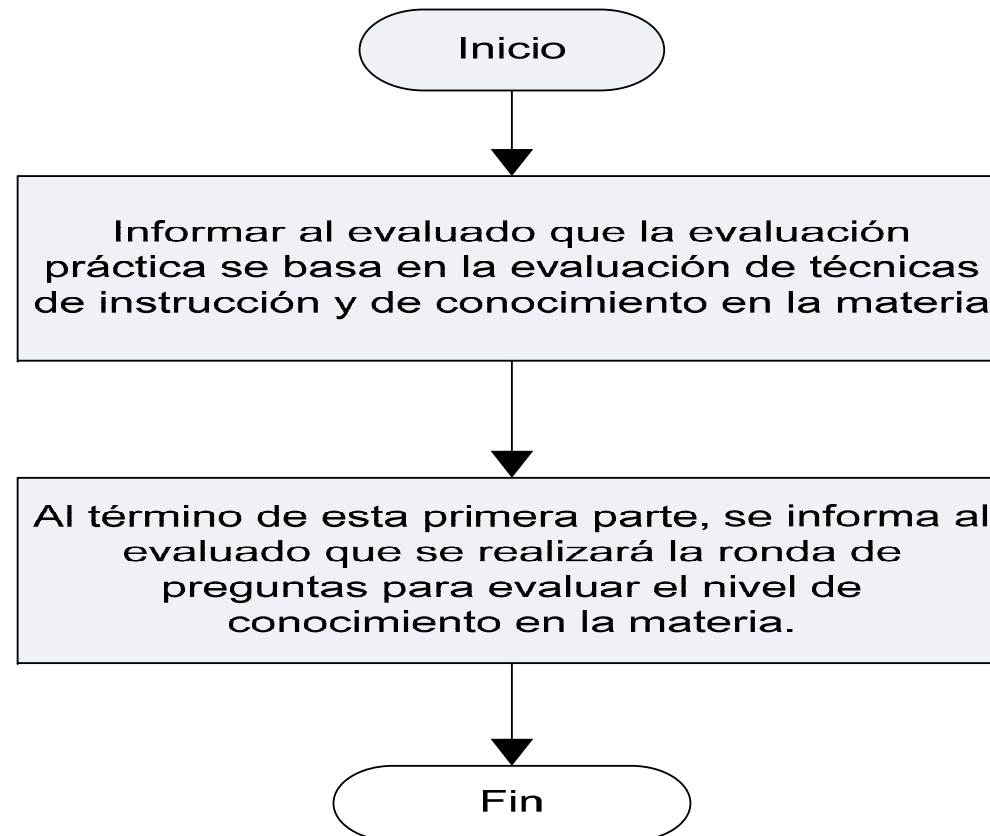 Inicio
Informar al evaluado que la evaluación
práctica se basa en la evaluación de técnicas
de instrucción y de conocimiento en la materia
Al término de esta primera parte, se informa al
evaluado que se realizará la ronda de
preguntas para evaluar el nivel de
conocimiento en la materia.
Fin